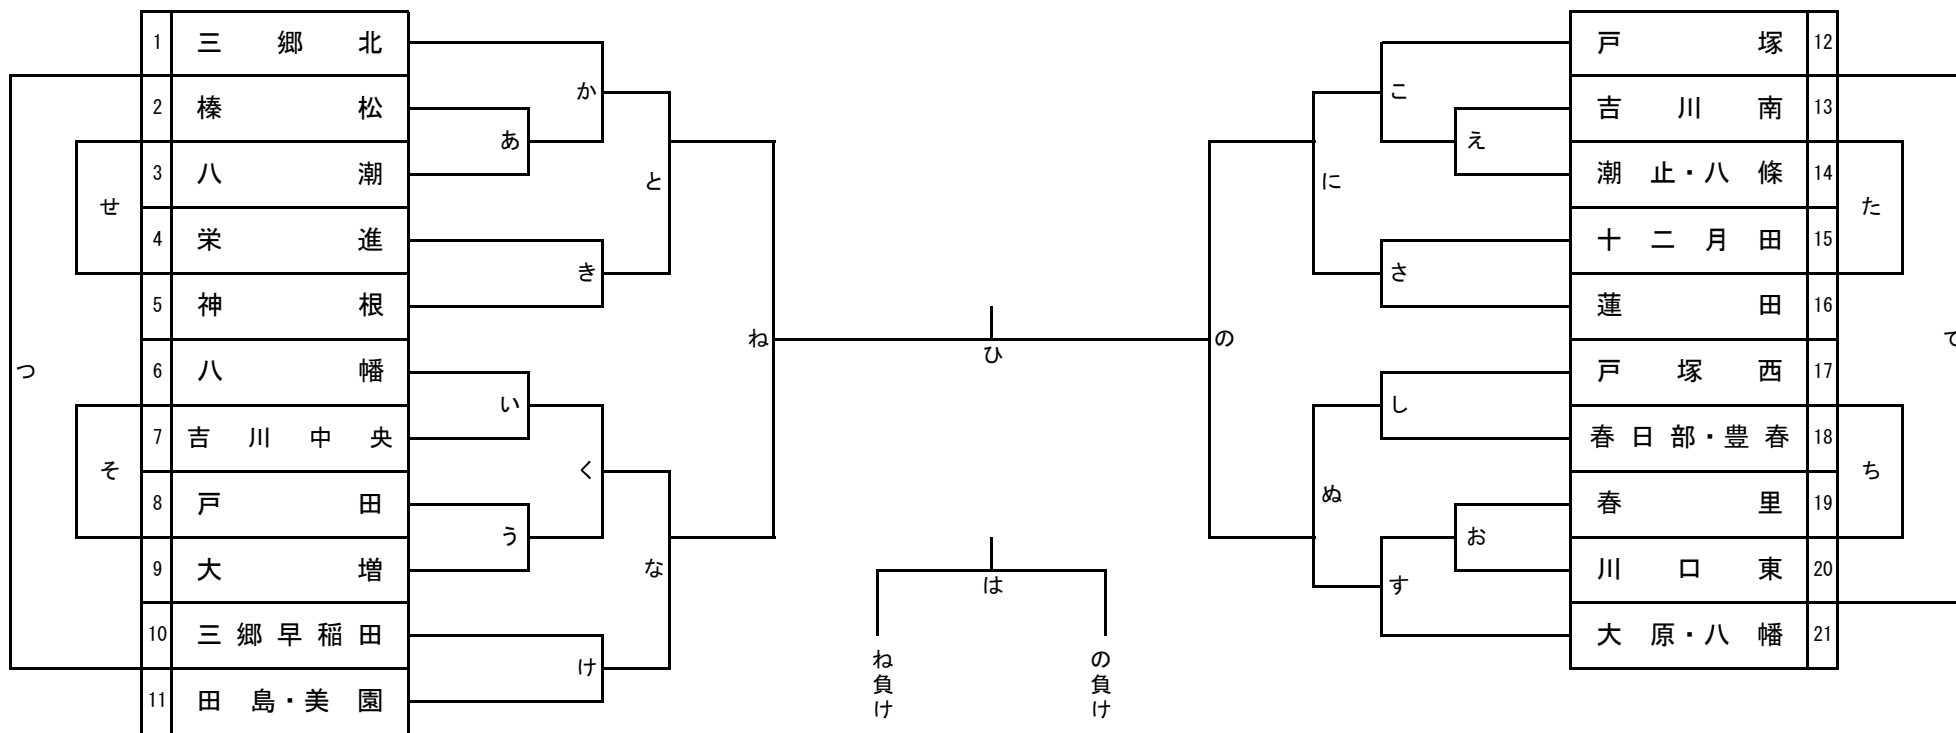 1 三郷北
2 榛松
3 八潮
4 栄進
5 神根
6 八幡
7 吉川中央
8 戸田
9 大増
10 三郷早稲田
11 田島・美園
つ
せ
そ
あ
い
う
か
き
く
け
と
な
ね
ひ
は
ね負け
の負け
の
に
ぬ
こ
さ
し
す
え
お
戸塚 12
吉川南 13
潮止・八條 14
十二月田 15
蓮田 16
戸塚西 17
春日部・豊春 18
春里 19
川口東 20
大原・八幡 21
た
ち